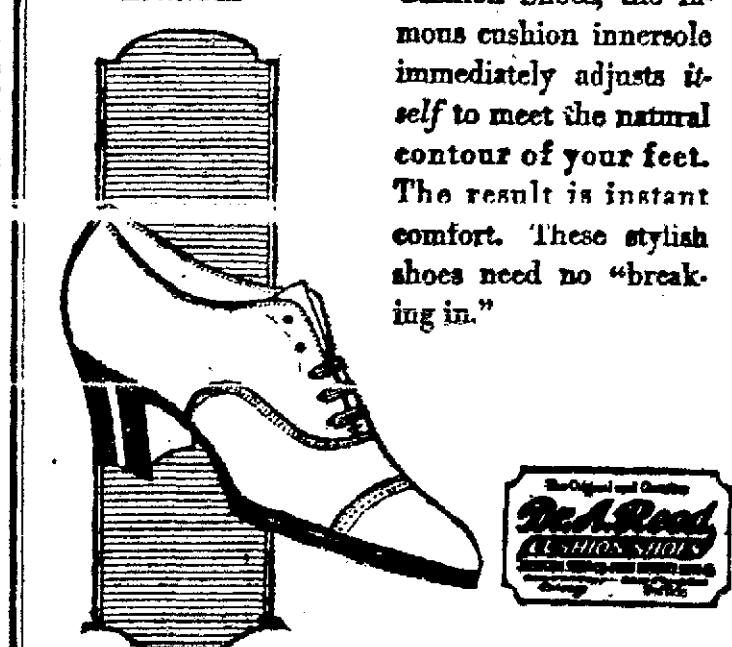 mous cushion innersole
immediately adjusts it-
self to meet the natural
contour of your feet.
The result is instant
comfort. These stylish
shoes need no “break-
ing in.”
The Original and Genuine
Dr. A. Reed
CUSHION SHOES